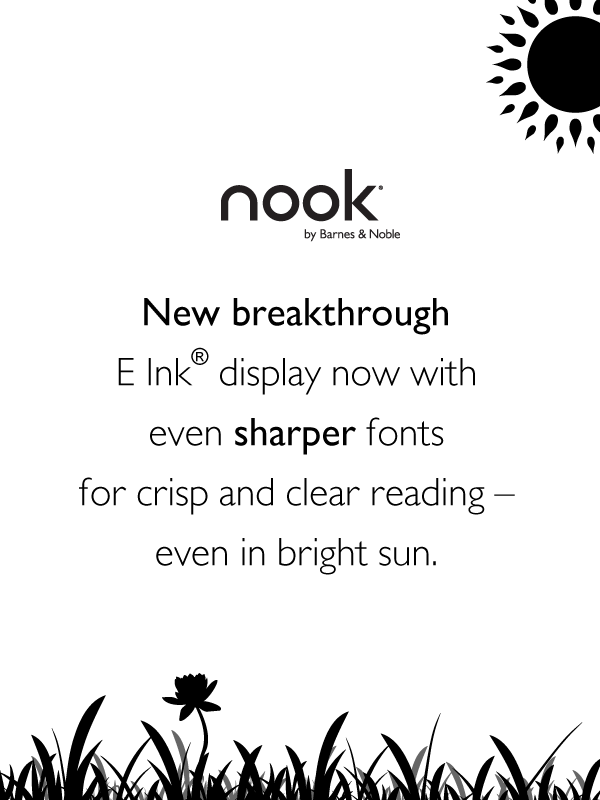 nook®
by Barnes & Noble
New breakthrough
E Ink® display now with
even sharper fonts
for crisp and clear reading –
even in bright sun.